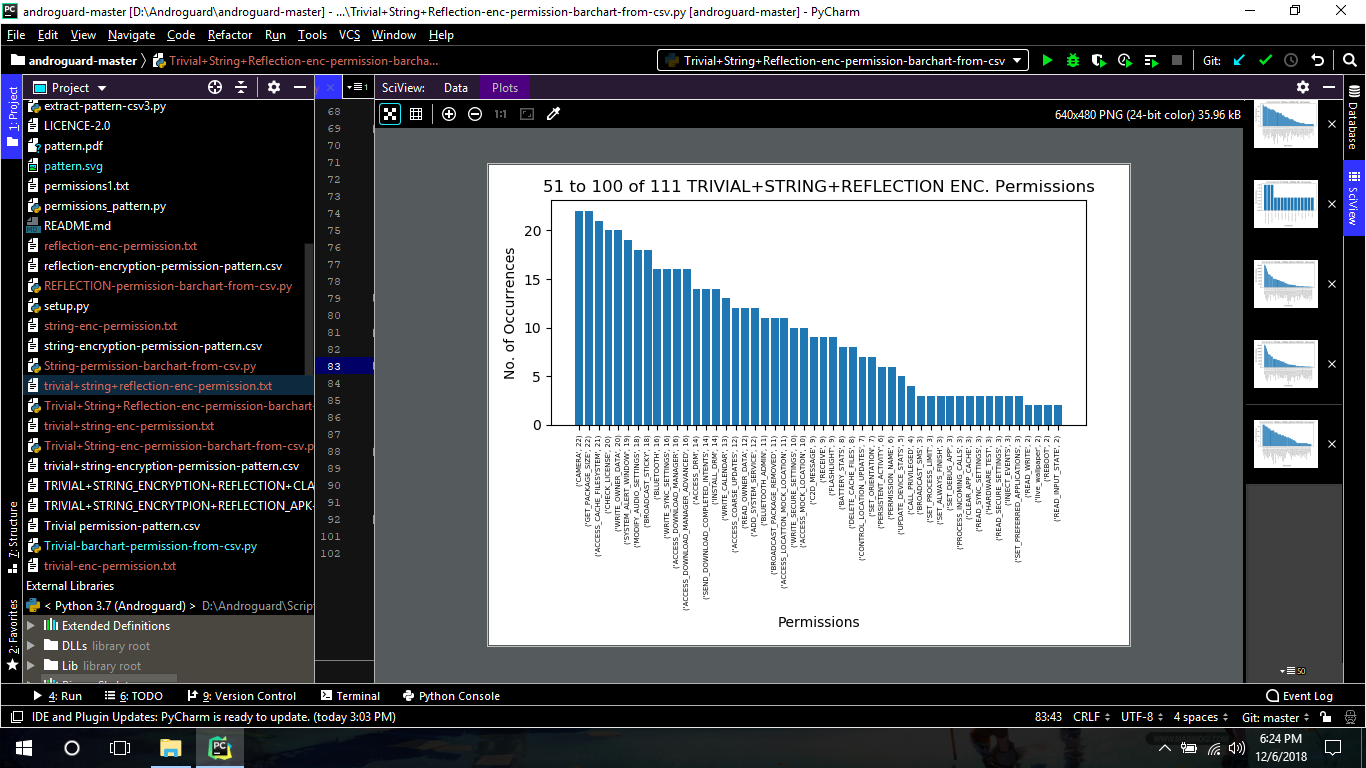 androguard-master [D:\Androguard\androguard-master] - ...\Trivial+String+Reflection-enc-permission-barchart-from-csv.py [androguard-master] - PyCharm
File Edit View Navigate Code Refactor Run Tools VCS Window Help
androguard-master Trivial+String+Reflection-enc-permission-barcha...
Trivial+String+Reflection-enc-permission-barchart-from-csv
Git:
1: Project
7: Structure
2: Favorites
Project
extract-pattern-csv3.py
LICENCE-2.0
pattern.pdf
pattern.svg
permissions1.txt
permissions_pattern.py
README.md
reflection-enc-permission.txt
reflection-encryption-permission-pattern.csv
REFLECTION-permission-barchart-from-csv.py
setup.py
string-enc-permission.txt
string-encryption-permission-pattern.csv
String-permission-barchart-from-csv.py
trivial+string+reflection-enc-permission.txt
Trivial+String+Reflection-enc-permission-barchart-
trivial+string-enc-permission.txt
Trivial+String-permission-barchart-from-csv.p
trivial+string-encryption-permission-pattern.csv
TRIVIAL+STRING_ENCRYPTION+REFLECTION+CLA
TRIVIAL+STRING_ENCRYTPION+REFLECTION_APK-
Trivial permission-pattern.csv
Trivial-barchart-permission-from-csv.py
trivial-enc-permission.txt
External Libraries
< Python 3.7 (Androguard) > D:\Androguard\Scrip
Extended Definitions
DLLs library root
Lib library root
1
68
69
70
71
72
73
74
75
76
77
78
79
80
81
82
83
84
85
86
87
88
89
90
91
92
101
102
SciView: Data Plots
1:1
640x480 PNG (24-bit color) 35.96 kB
51 to 100 of 111 TRIVIAL+STRING+REFLECTION ENC. Permissions
No. of Occurrences
20
15
10
5
0
('CAMERA', 22)
('GET_PACKAGE_SIZE', 22)
('ACCESS_CACHE_FILESYSTEM', 21)
('CHECK_LICENSE', 20)
('WRITE_OWNER_DATA', 20)
('SYSTEM_ALERT_WINDOW', 19)
('MODIFY_AUDIO_SETTINGS', 18)
('BROADCAST_STICKY', 18)
('BLUETOOTH', 16)
('WRITE_SYNC_SETTINGS', 16)
('ACCESS_DOWNLOAD_MANAGER', 16)
('ACCESS_DOWNLOAD_MANAGER_ADVANCED', 16)
('ACCESS_DRM', 14)
('SEND_DOWNLOAD_COMPLETED_INTENTS', 14)
('INSTALL_DRM', 14)
('WRITE_CALENDAR', 13)
('ACCESS_COARSE_UPDATES', 12)
('READ_OWNER_DATA', 12)
('ADD_SYSTEM_SERVICE', 12)
('BLUETOOTH_ADMIN', 11)
('BROADCAST_PACKAGE_REMOVED', 11)
('ACCESS_LOCATTON_MOCK_LOCATION', 11)
('WRITE_SECURE_SETTINGS', 10)
('ACCESS_MOCK_LOCATION', 10)
('C2D_MESSAGE', 9)
('RECEIVE', 9)
('FLASHLIGHT', 9)
('BATTERY_STATS', 8)
('DELETE_CACHE_FILES', 8)
('CONTROL_LOCATION_UPDATES', 7)
('SET_ORIENTATION', 7)
('PERSISTENT_ACTIVITY', 6)
('PERMISSION_NAME', 6)
('UPDATE_DEVICE_STATS', 5)
('CALL_PRIVILEGED', 4)
('BROADCAST_SMS', 3)
('SET_PROCESS_LIMIT', 3)
('SET_ALWAYS_FINISH', 3)
('SET_DEBUG_APP', 3)
('PROCESS_INCOMING_CALLS', 3)
('CLEAR_APP_CACHE', 3)
('READ_SYNC_SETTINGS', 3)
('HARDWARE_TEST', 3)
('READ_SECURE_SETTINGS', 3)
('INJECT_EVENTS', 3)
('SET_PREFERRED_APPLICATIONS', 3)
('READ_WRITE', 2)
('live_wallpaper', 2)
('REBOOT', 2)
('READ_INPUT_STATE', 2)
Permissions
50
Database
SciView
4: Run 6: TODO 9: Version Control Terminal Python Console Event Log
IDE and Plugin Updates: PyCharm is ready to update. (today 3:03 PM) 83:43 CRLF UTF-8 4 spaces Git: master
6:24 PM
12/6/2018